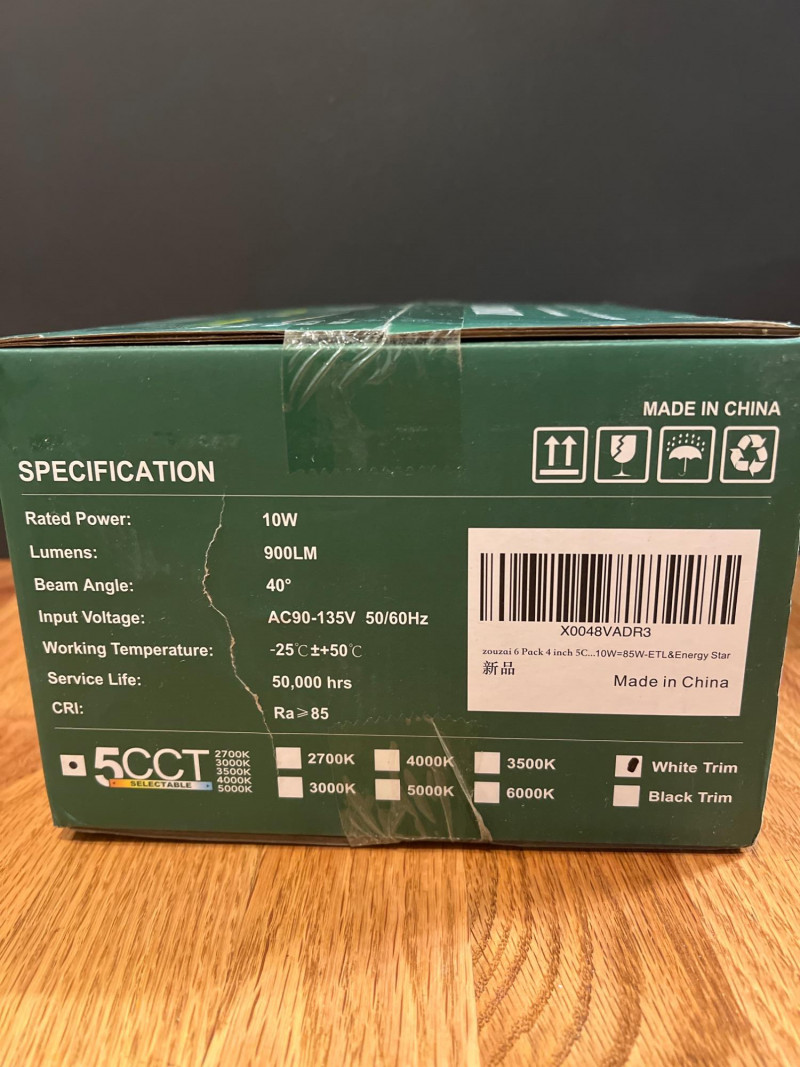 MADE IN CHINA
SPECIFICATION
Rated Power: 10W
Lumens: 900LM
Beam Angle: 40°
Input Voltage: AC90-135V 50/60Hz
Working Temperature: -25℃±+50℃
Service Life: 50,000 hrs
CRI: Ra≥85
X0048VADR3
zouzai 6 Pack 4 inch 5C...10W=85W-ETL&Energy Star
新品
Made in China
5CCT
SELECTABLE
2700K
3000K
3500K
4000K
5000K
2700K 4000K 3500K
3000K 5000K 6000K
White Trim
Black Trim